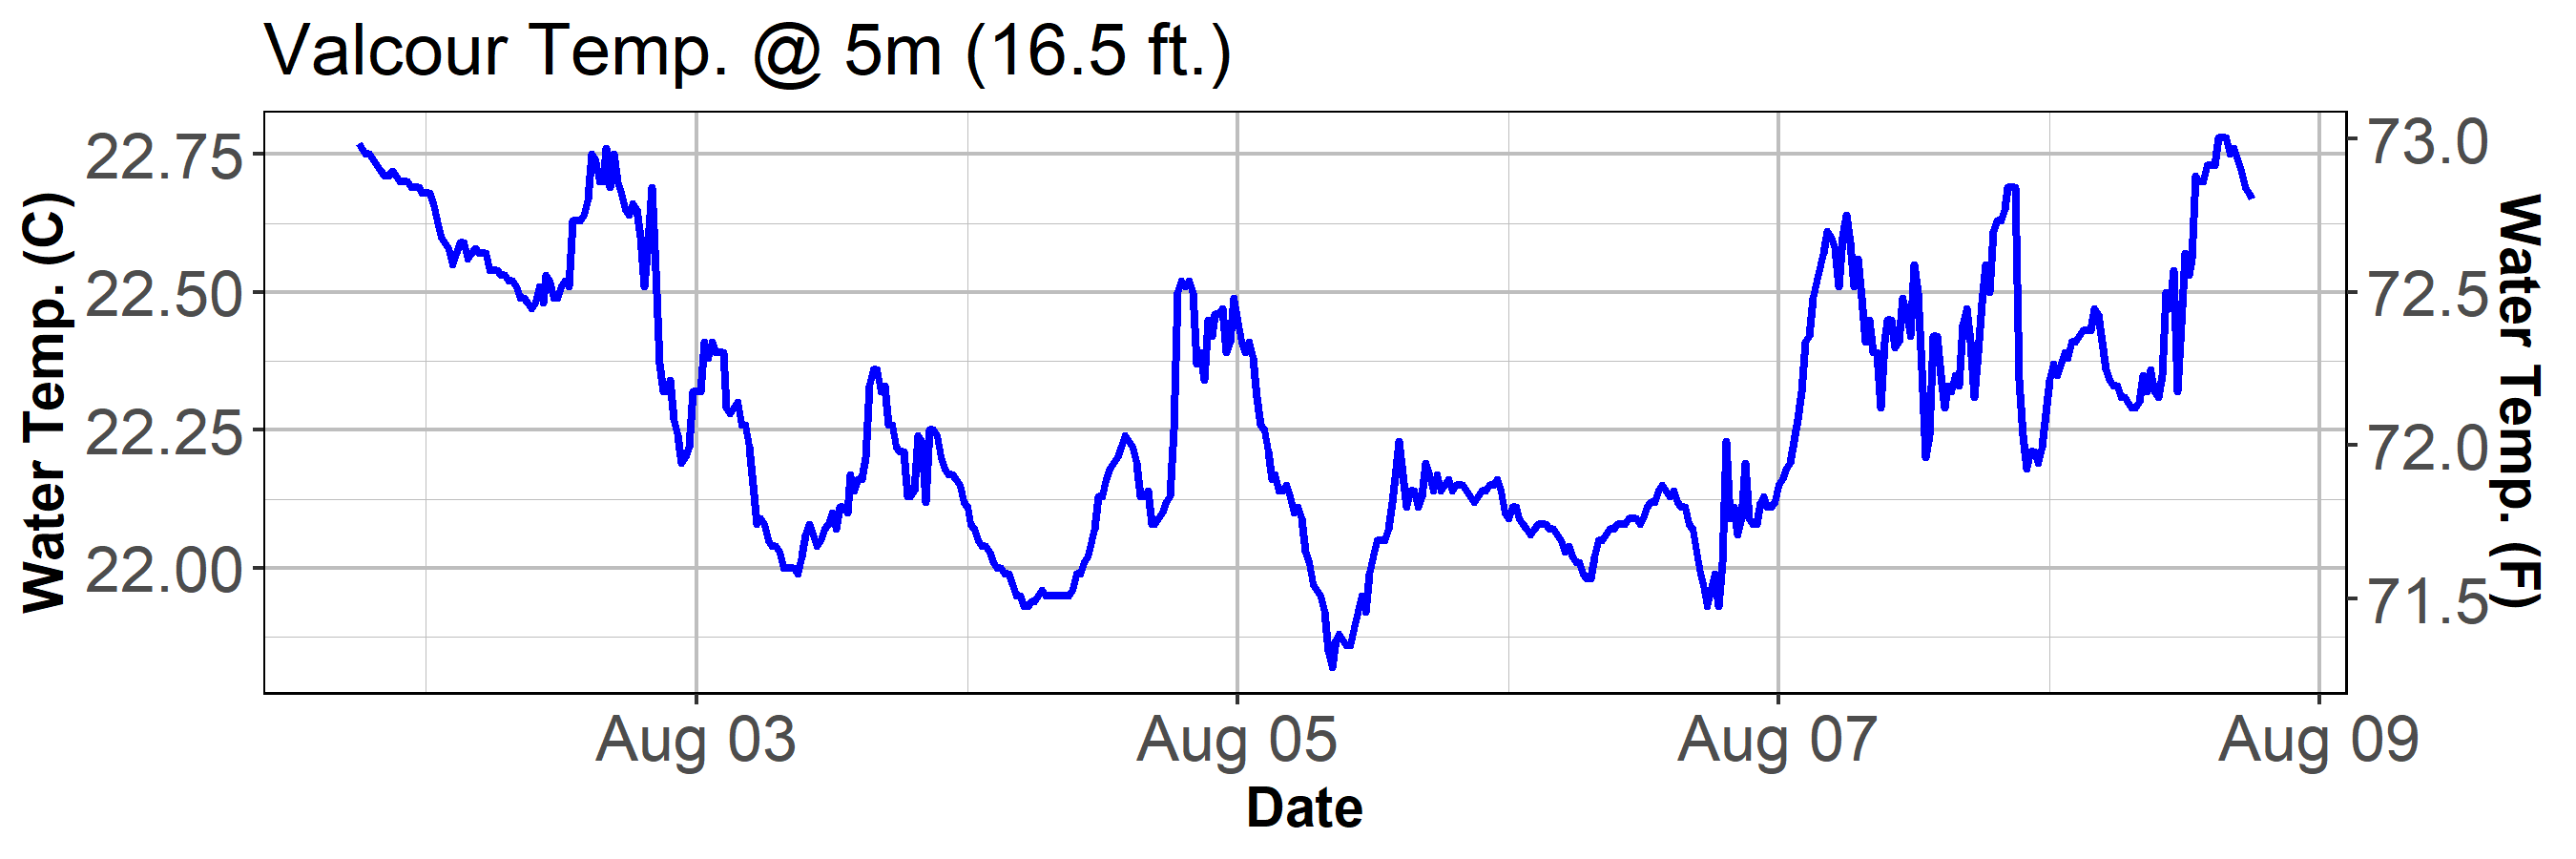 Valcour Temp. @ 5m (16.5 ft.)
Water Temp. (C)
22.75
22.50
22.25
22.00
73.0
72.5
72.0
71.5
Water Temp. (F)
Aug 03 Aug 05 Aug 07 Aug 09
Date